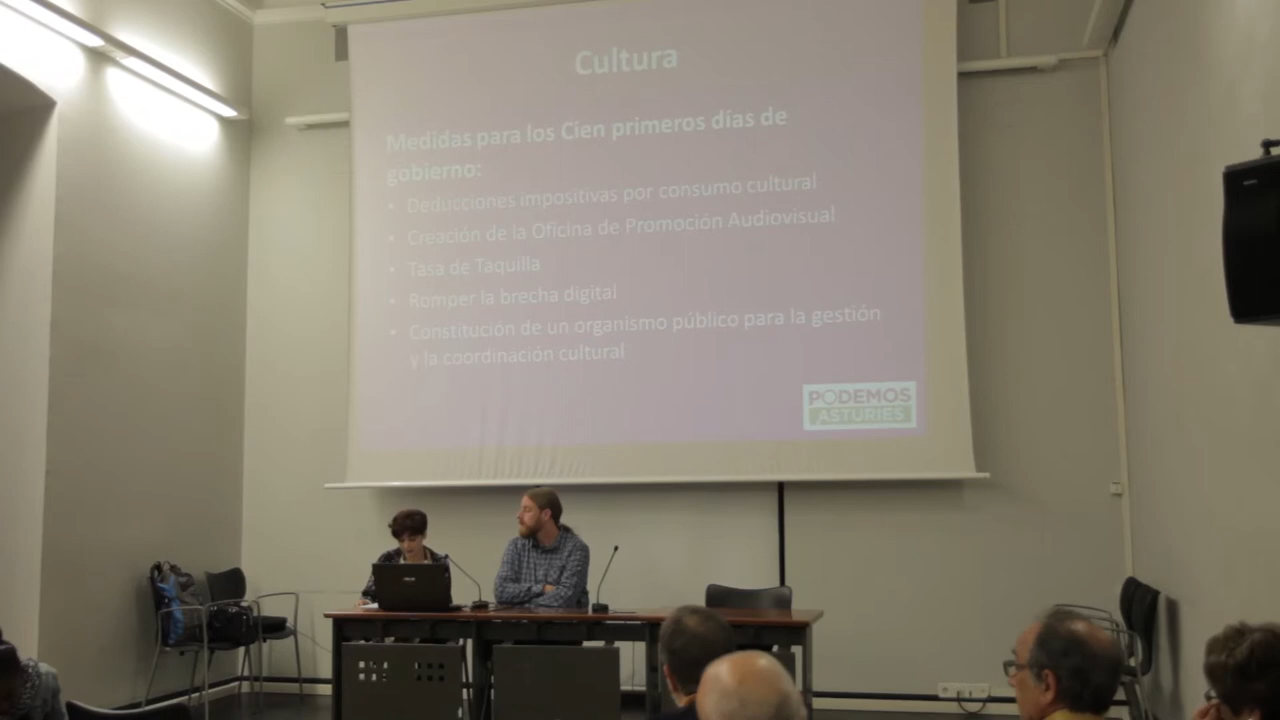 Cultura
Medidas para los Cien primeros días de
gobierno:
• Deducciones impositivas por consumo cultural
• Creación de la Oficina de Promoción Audiovisual
• Tasa de Taquilla
• Romper la brecha digital
• Constitución de un organismo público para la gestión
y la coordinación cultural
PODEMOS
ASTURIES